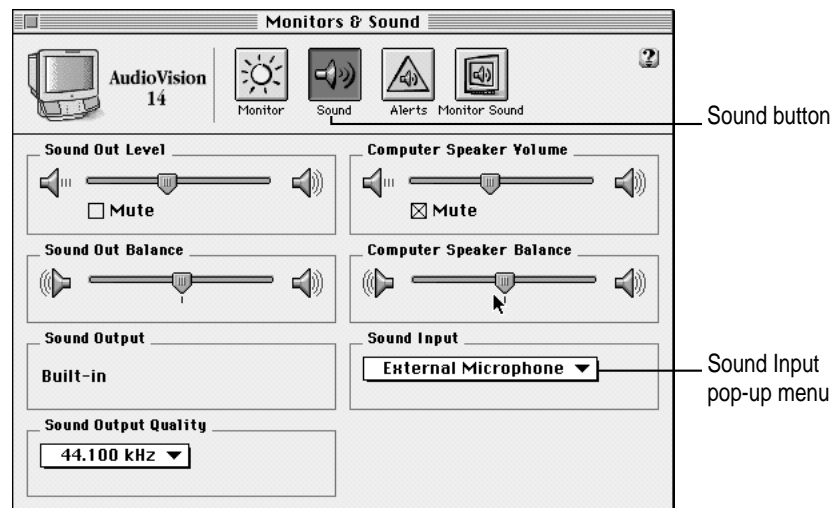 Monitors & Sound
AudioVision
14
Monitor
Sound
Alerts
Monitor Sound
?
Sound button
Sound Out Level
Mute
Computer Speaker Volume
Mute
Sound Out Balance
Computer Speaker Balance
Sound Output
Built-in
Sound Input
External Microphone
Sound Input
pop-up menu
Sound Output Quality
44.100 kHz